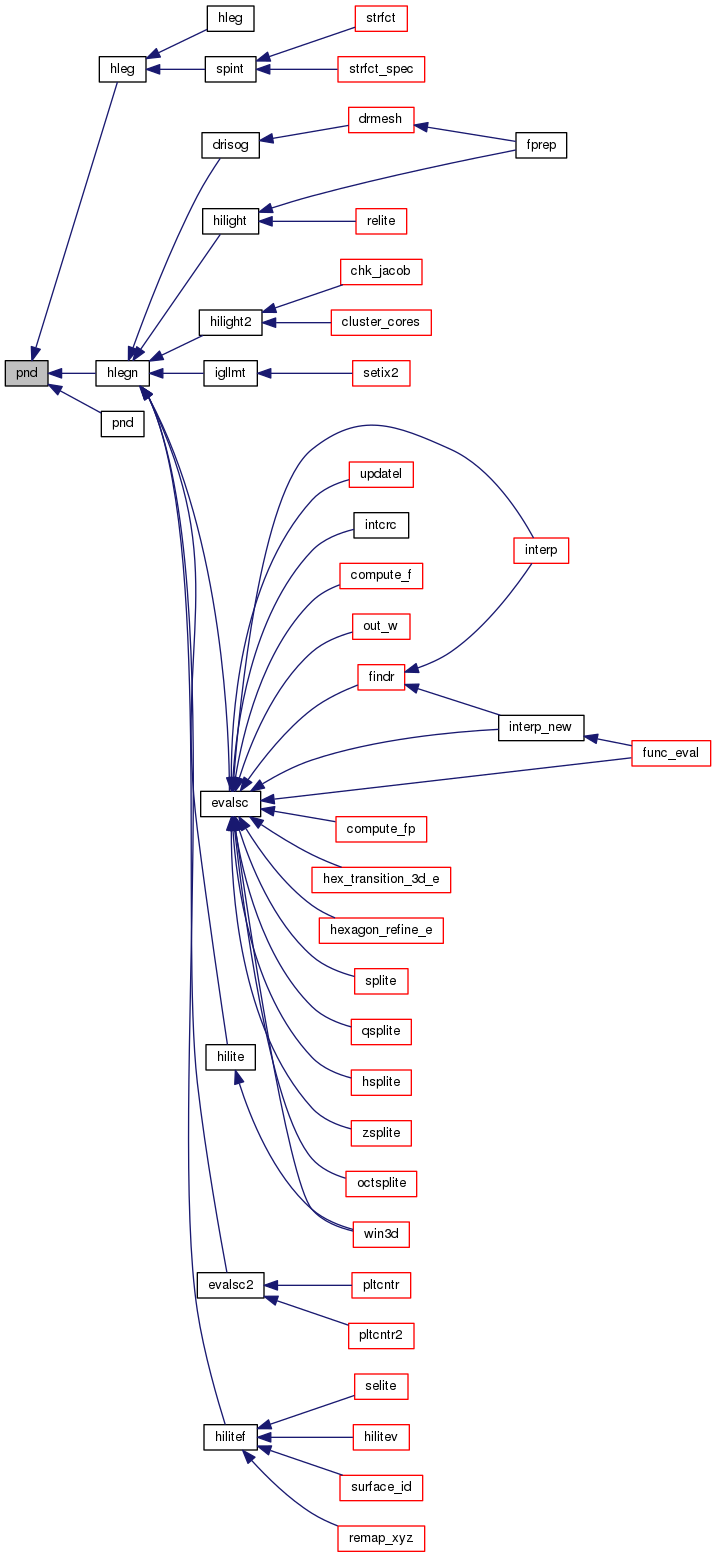 hleg
strfct
hleg
spint
strfct_spec
drmesh
drisog
fprep
hilight
relite
chk_jacob
hilight2
cluster_cores
pnd
hlegn
igllmt
setix2
pnd
updatel
intcrc
interp
compute_f
out_w
findr
interp_new
func_eval
evalsc
compute_fp
hex_transition_3d_e
hexagon_refine_e
splite
qsplite
hilite
hsplite
zsplite
octsplite
win3d
evalsc2
pltcntr
pltcntr2
selite
hilitef
hilitev
surface_id
remap_xyz